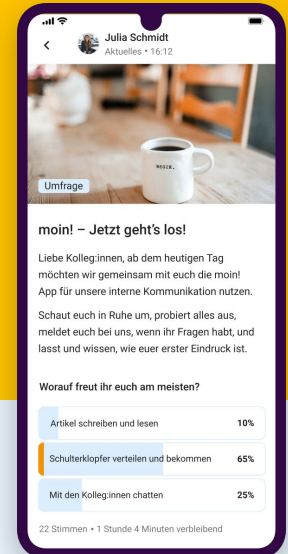 Julia Schmidt
Aktuelles • 16:12
WORK.
Umfrage
moin! – Jetzt geht's los!
Liebe Kolleg:innen, ab dem heutigen Tag
möchten wir gemeinsam mit euch die moin!
App für unsere interne Kommunikation nutzen.
Schaut euch in Ruhe um, probiert alles aus,
meldet euch bei uns, wenn ihr Fragen habt, und
lasst und wissen, wie euer erster Eindruck ist.
Worauf freut ihr euch am meisten?
Artikel schreiben und lesen 10%
Schulterklopfer verteilen und bekommen 65%
Mit den Kolleg:innen chatten 25%
22 Stimmen • 1 Stunde 4 Minuten verbleibend